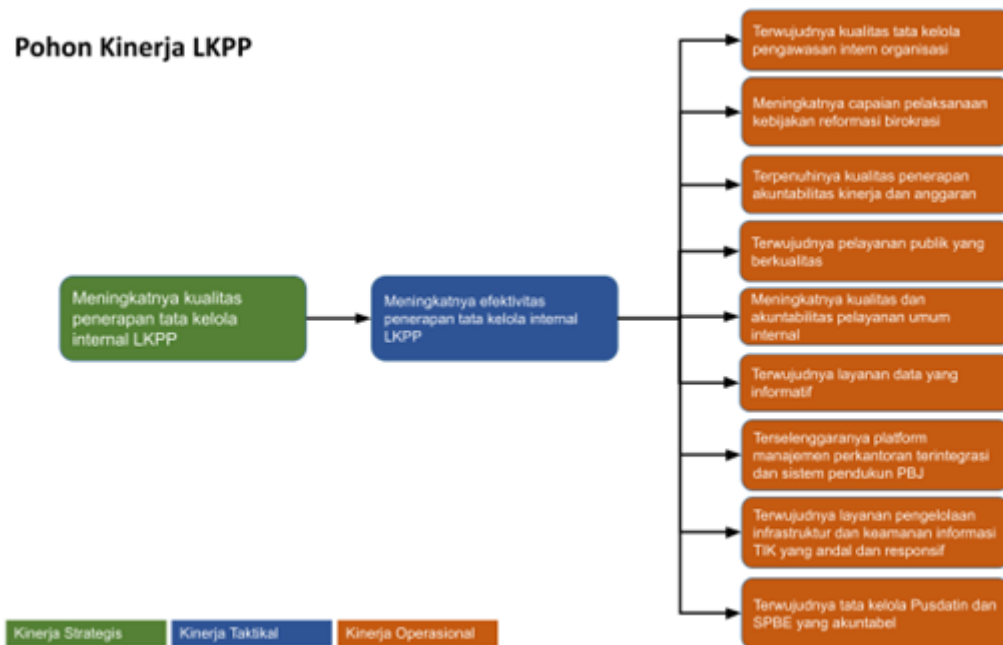 Pohon Kinerja LKPP
Meningkatnya kualitas
penerapan tata kelola
internal LKPP
Meningkatnya efektivitas
penerapan tata kelola internal
LKPP
Terwujudnya kualitas tata kelola
pengawasan intern organisasi
Meningkatnya capaian pelaksanaan
kebijakan reformasi birokrasi
Terpenuhinya kualitas penerapan
akuntabilitas kinerja dan anggaran
Terwujudnya pelayanan publik yang
berkualitas
Meningkatnya kualitas dan
akuntabilitas pelayanan umum
internal
Terwujudnya layanan data yang
informatif
Terselenggaranya platform
manajemen perkantoran terintegrasi
dan sistem pendukun PBJ
Terwujudnya layanan pengelolaan
infrastruktur dan keamanan informasi
TIK yang andal dan responsif
Terwujudnya tata kelola Pusdatin dan
SPBE yang akuntabel
Kinerja Strategis
Kinerja Taktikal
Kinerja Operasional